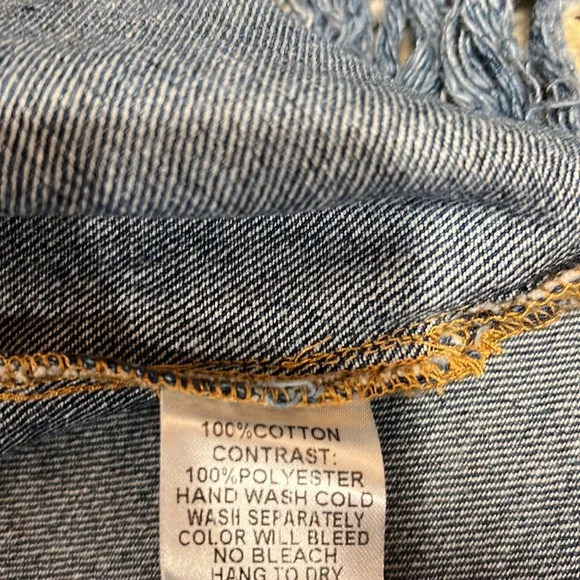 100%COTTON
CONTRAST:
100%POLYESTER
HAND WASH COLD
WASH SEPARATELY
COLOR WILL BLEED
NO BLEACH
HANG TO DRY